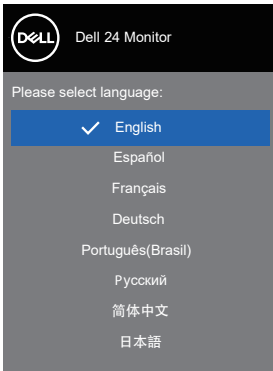 DELL Dell 24 Monitor
Please select language:
English
Español
Français
Deutsch
Português(Brasil)
Русский
简体中文
日本語